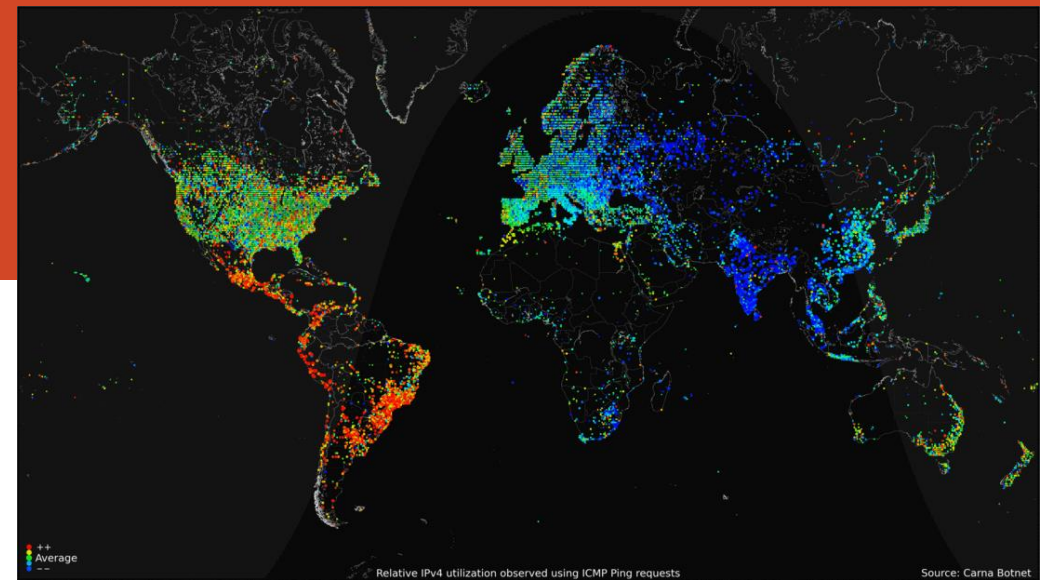 ++
Average
--
Relative IPv4 utilization observed using ICMP Ping requests
Source: Carna Botnet